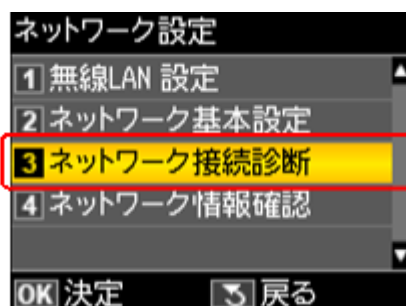 ネットワーク設定
1 無線LAN 設定
2 ネットワーク基本設定
3 ネットワーク接続診断
4 ネットワーク情報確認
OK 決定 戻る